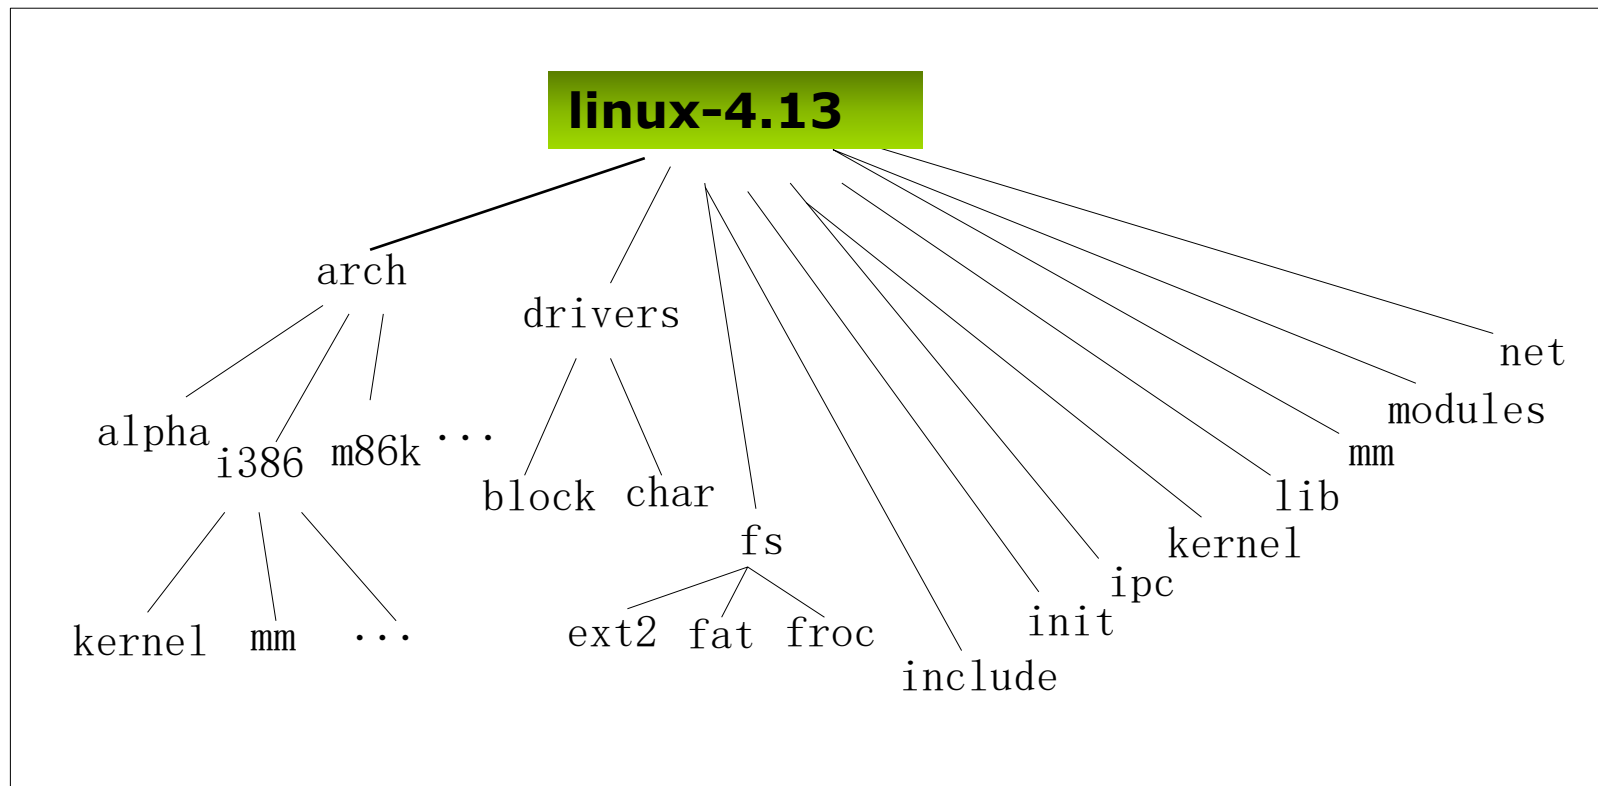 linux-4.13
arch
drivers
net
modules
alpha
i386
m86k
...
mm
block
char
lib
fs
kernel
ipc
kernel
mm
...
ext2
fat
froc
init
include